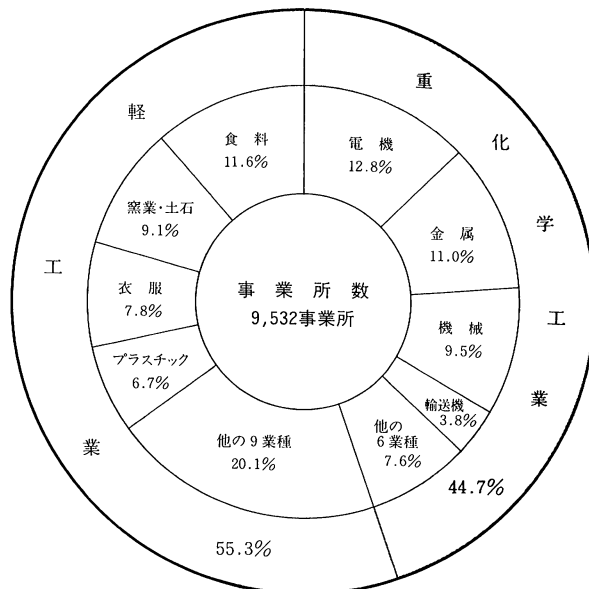 重化学工業
44.7%
電機
12.8%
金属
11.0%
機械
9.5%
輸送機
3.8%
他の
6業種
7.6%
軽工業
55.3%
食料
11.6%
窯業・土石
9.1%
衣服
7.8%
プラスチック
6.7%
他の9業種
20.1%
事業所数
9,532事業所